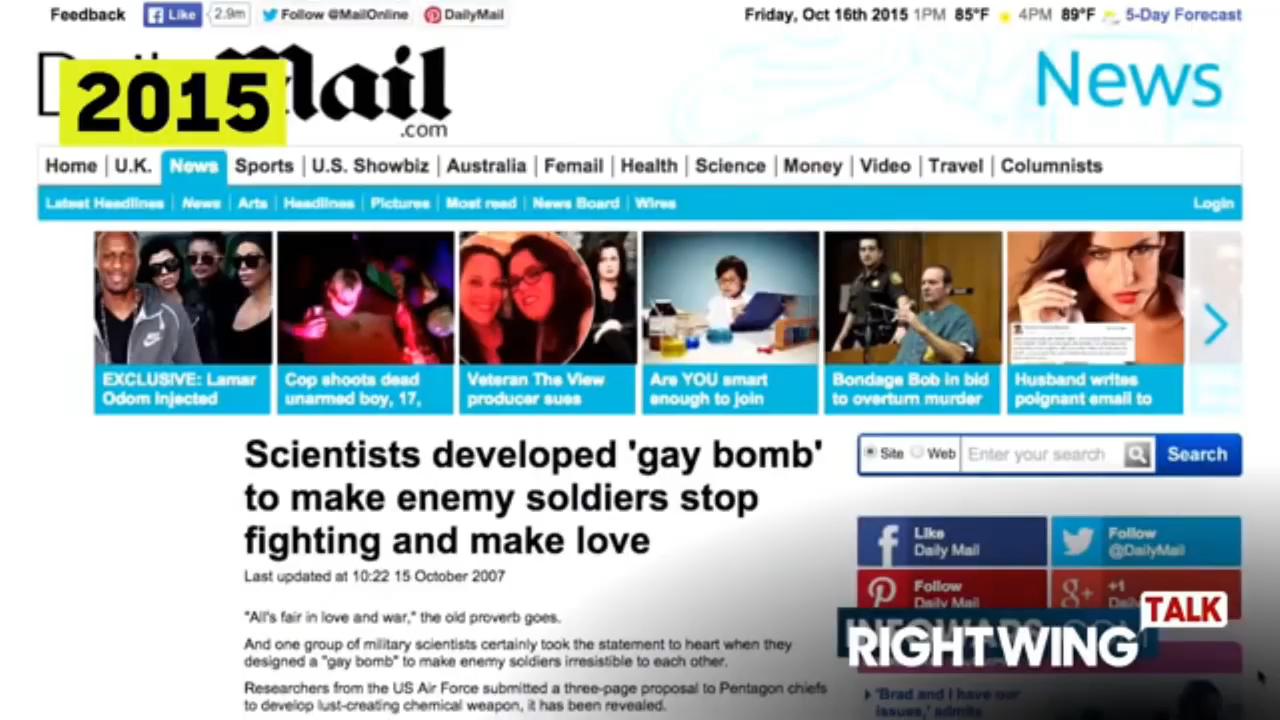 Feedback Like 2.9m Follow @MailOnline DailyMail
Friday, Oct 16th 2015 1PM 85°F 4PM 89°F 5-Day Forecast
2015
Mail
.com
News
Home U.K. News Sports U.S. Showbiz Australia Femail Health Science Money Video Travel Columnists
Latest Headlines News Arts Headlines Pictures Most read News Board Wires Login
EXCLUSIVE: Lamar
Odom injected
Cop shoots dead
unarmed boy, 17,
Veteran The View
producer sues
Are YOU smart
enough to join
Bondage Bob in bid
to overturn murder
Husband writes
poignant email to
Scientists developed 'gay bomb'
to make enemy soldiers stop
fighting and make love
Last updated at 10:22 15 October 2007
"All's fair in love and war," the old proverb goes.
And one group of military scientists certainly took the statement to heart when they
designed a "gay bomb" to make enemy soldiers irresistible to each other.
Researchers from the US Air Force submitted a three-page proposal to Pentagon chiefs
to develop lust-creating chemical weapon, it has been revealed.
Site Web Enter your search Search
Like
Daily Mail
Follow
@DailyMail
Follow
Daily Mail
+1
TALK
RIGHTWING
'Brad and I have our
issues,' admits